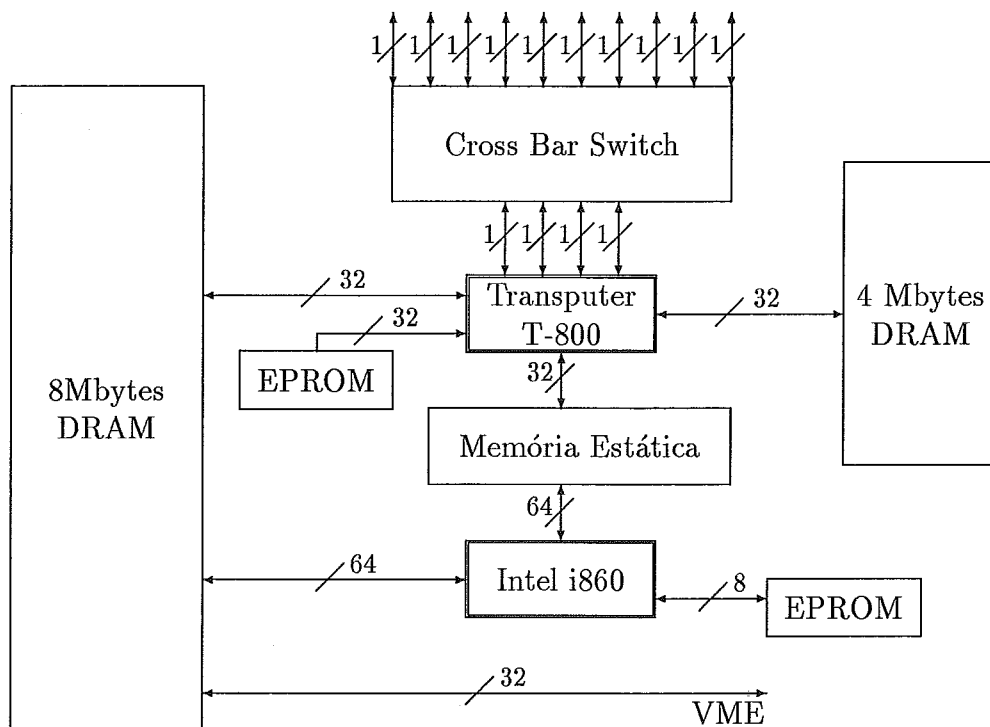 1 1 1 1 1 1 1 1 1 1
Cross Bar Switch
1 1 1 1
32
Transputer
T-800
32
4 Mbytes
DRAM
32
EPROM
32
8Mbytes
DRAM
Memória Estática
64
64
Intel i860
8
EPROM
32
VME